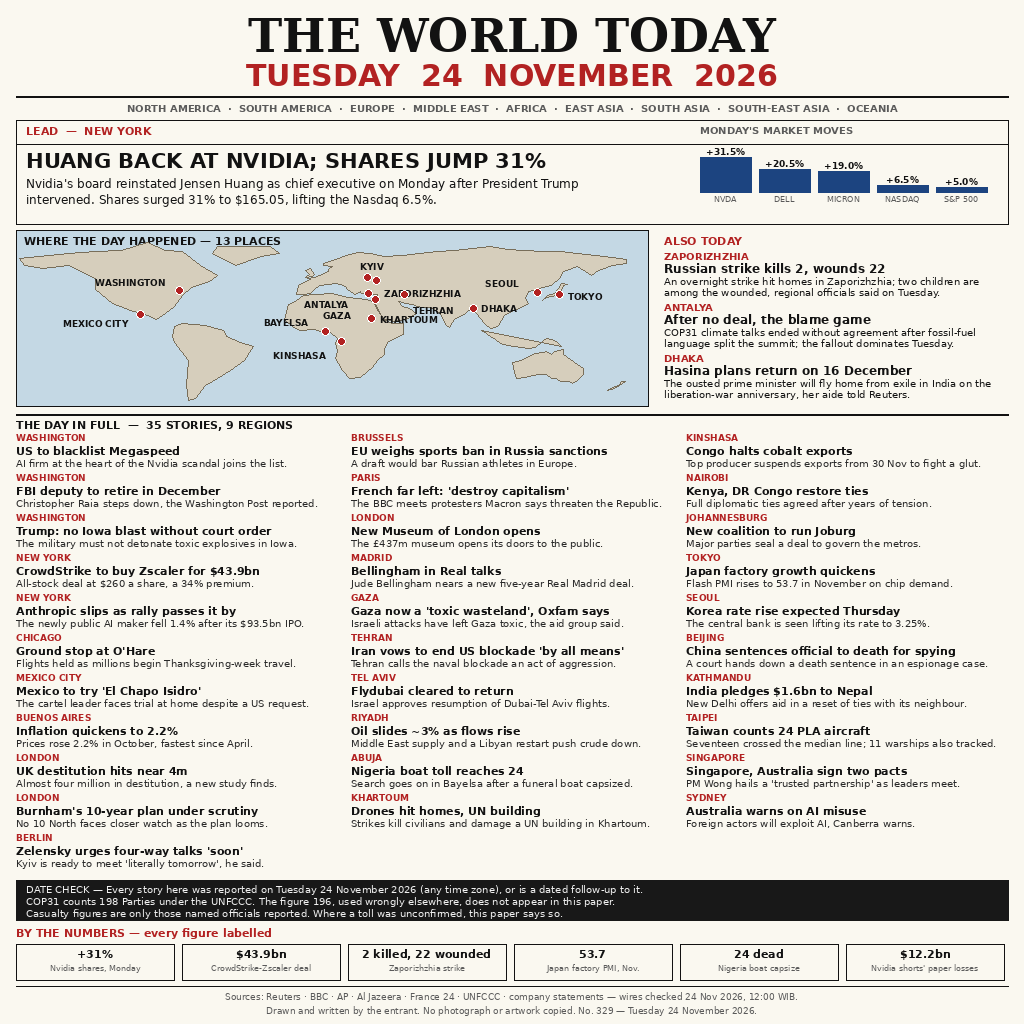 THE WORLD TODAY
TUESDAY 24 NOVEMBER 2026
NORTH AMERICA · SOUTH AMERICA · EUROPE · MIDDLE EAST · AFRICA · EAST ASIA · SOUTH ASIA · SOUTH-EAST ASIA · OCEANIA
LEAD — NEW YORK
HUANG BACK AT NVIDIA; SHARES JUMP 31%
Nvidia's board reinstated Jensen Huang as chief executive on Monday after President Trump
intervened. Shares surged 31% to $165.05, lifting the Nasdaq 6.5%.
MONDAY'S MARKET MOVES
+31.5%
+20.5%
+19.0%
+6.5%
+5.0%
NVDA
DELL
MICRON
NASDAQ
S&P 500
WHERE THE DAY HAPPENED — 13 PLACES
WASHINGTON
MEXICO CITY
KYIV
ZAPORIZHZHIA
ANTALYA
GAZA
TEHRAN
KHARTOUM
BAYELSA
KINSHASA
SEOUL
TOKYO
DHAKA
ALSO TODAY
ZAPORIZHZHIA
Russian strike kills 2, wounds 22
An overnight strike hit homes in Zaporizhzhia; two children are
among the wounded, regional officials said on Tuesday.
ANTALYA
After no deal, the blame game
COP31 climate talks ended without agreement after fossil-fuel
language split the summit; the fallout dominates Tuesday.
DHAKA
Hasina plans return on 16 December
The ousted prime minister will fly home from exile in India on the
liberation-war anniversary, her aide told Reuters.
THE DAY IN FULL — 35 STORIES, 9 REGIONS
WASHINGTON
US to blacklist Megaspeed
AI firm at the heart of the Nvidia scandal joins the list.
WASHINGTON
FBI deputy to retire in December
Christopher Raia steps down, the Washington Post reported.
WASHINGTON
Trump: no Iowa blast without court order
The military must not detonate toxic explosives in Iowa.
NEW YORK
CrowdStrike to buy Zscaler for $43.9bn
All-stock deal at $260 a share, a 34% premium.
NEW YORK
Anthropic slips as rally passes it by
The newly public AI maker fell 1.4% after its $93.5bn IPO.
CHICAGO
Ground stop at O'Hare
Flights held as millions begin Thanksgiving-week travel.
MEXICO CITY
Mexico to try 'El Chapo Isidro'
The cartel leader faces trial at home despite a US request.
BUENOS AIRES
Inflation quickens to 2.2%
Prices rose 2.2% in October, fastest since April.
LONDON
UK destitution hits near 4m
Almost four million in destitution, a new study finds.
LONDON
Burnham's 10-year plan under scrutiny
No 10 North faces closer watch as the plan looms.
BERLIN
Zelensky urges four-way talks 'soon'
Kyiv is ready to meet 'literally tomorrow', he said.
BRUSSELS
EU weighs sports ban in Russia sanctions
A draft would bar Russian athletes in Europe.
PARIS
French far left: 'destroy capitalism'
The BBC meets protesters Macron says threaten the Republic.
LONDON
New Museum of London opens
The £437m museum opens its doors to the public.
MADRID
Bellingham in Real talks
Jude Bellingham nears a new five-year Real Madrid deal.
GAZA
Gaza now a 'toxic wasteland', Oxfam says
Israeli attacks have left Gaza toxic, the aid group said.
TEHRAN
Iran vows to end US blockade 'by all means'
Tehran calls the naval blockade an act of aggression.
TEL AVIV
Flydubai cleared to return
Israel approves resumption of Dubai-Tel Aviv flights.
RIYADH
Oil slides ~3% as flows rise
Middle East supply and a Libyan restart push crude down.
ABUJA
Nigeria boat toll reaches 24
Search goes on in Bayelsa after a funeral boat capsized.
KHARTOUM
Drones hit homes, UN building
Strikes kill civilians and damage a UN building in Khartoum.
KINSHASA
Congo halts cobalt exports
Top producer suspends exports from 30 Nov to fight a glut.
NAIROBI
Kenya, DR Congo restore ties
Full diplomatic ties agreed after years of tension.
JOHANNESBURG
New coalition to run Joburg
Major parties seal a deal to govern the metros.
TOKYO
Japan factory growth quickens
Flash PMI rises to 53.7 in November on chip demand.
SEOUL
Korea rate rise expected Thursday
The central bank is seen lifting its rate to 3.25%.
BEIJING
China sentences official to death for spying
A court hands down a death sentence in an espionage case.
KATHMANDU
India pledges $1.6bn to Nepal
New Delhi offers aid in a reset of ties with its neighbour.
TAIPEI
Taiwan counts 24 PLA aircraft
Seventeen crossed the median line; 11 warships also tracked.
SINGAPORE
Singapore, Australia sign two pacts
PM Wong hails a 'trusted partnership' as leaders meet.
SYDNEY
Australia warns on AI misuse
Foreign actors will exploit AI, Canberra warns.
DATE CHECK — Every story here was reported on Tuesday 24 November 2026 (any time zone), or is a dated follow-up to it.
COP31 counts 198 Parties under the UNFCCC. The figure 196, used wrongly elsewhere, does not appear in this paper.
Casualty figures are only those named officials reported. Where a toll was unconfirmed, this paper says so.
BY THE NUMBERS — every figure labelled
+31%
Nvidia shares, Monday
$43.9bn
CrowdStrike-Zscaler deal
2 killed, 22 wounded
Zaporizhzhia strike
53.7
Japan factory PMI, Nov.
24 dead
Nigeria boat capsize
$12.2bn
Nvidia shorts' paper losses
Sources: Reuters · BBC · AP · Al Jazeera · France 24 · UNFCCC · company statements — wires checked 24 Nov 2026, 12:00 WIB.
Drawn and written by the entrant. No photograph or artwork copied. No. 329 — Tuesday 24 November 2026.